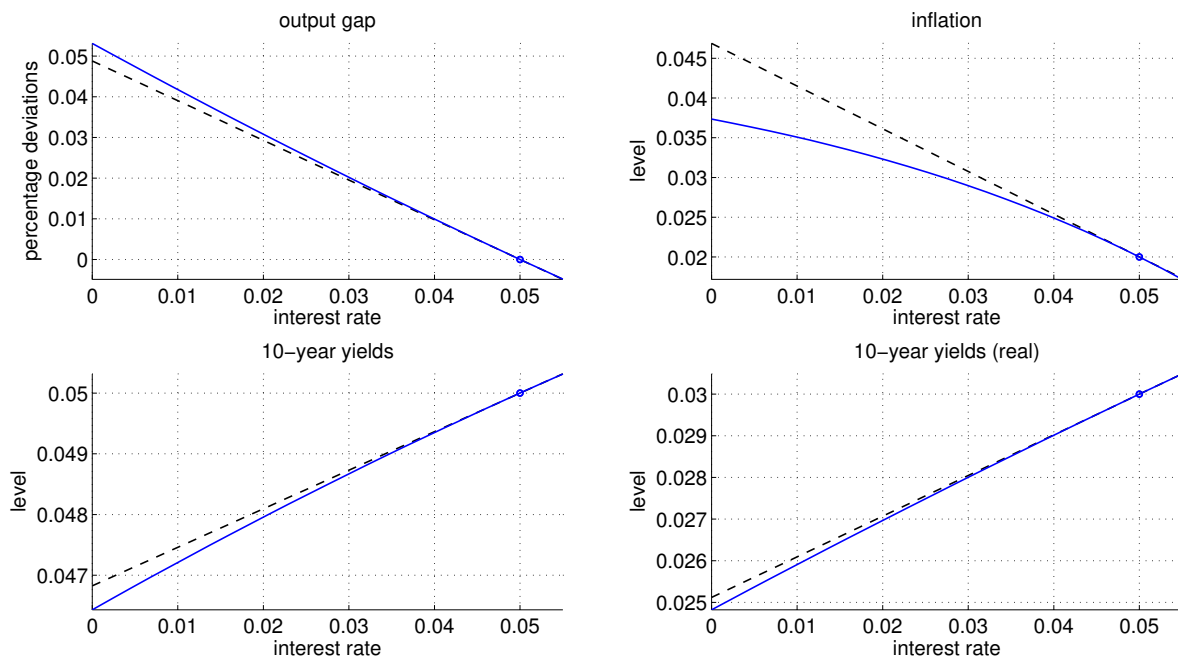 output gap
percentage deviations
0.05
0.04
0.03
0.02
0.01
0
0 0.01 0.02 0.03 0.04 0.05
interest rate
inflation
level
0.045
0.04
0.035
0.03
0.025
0.02
0 0.01 0.02 0.03 0.04 0.05
interest rate
10−year yields
level
0.05
0.049
0.048
0.047
0 0.01 0.02 0.03 0.04 0.05
interest rate
10−year yields (real)
level
0.03
0.029
0.028
0.027
0.026
0.025
0 0.01 0.02 0.03 0.04 0.05
interest rate